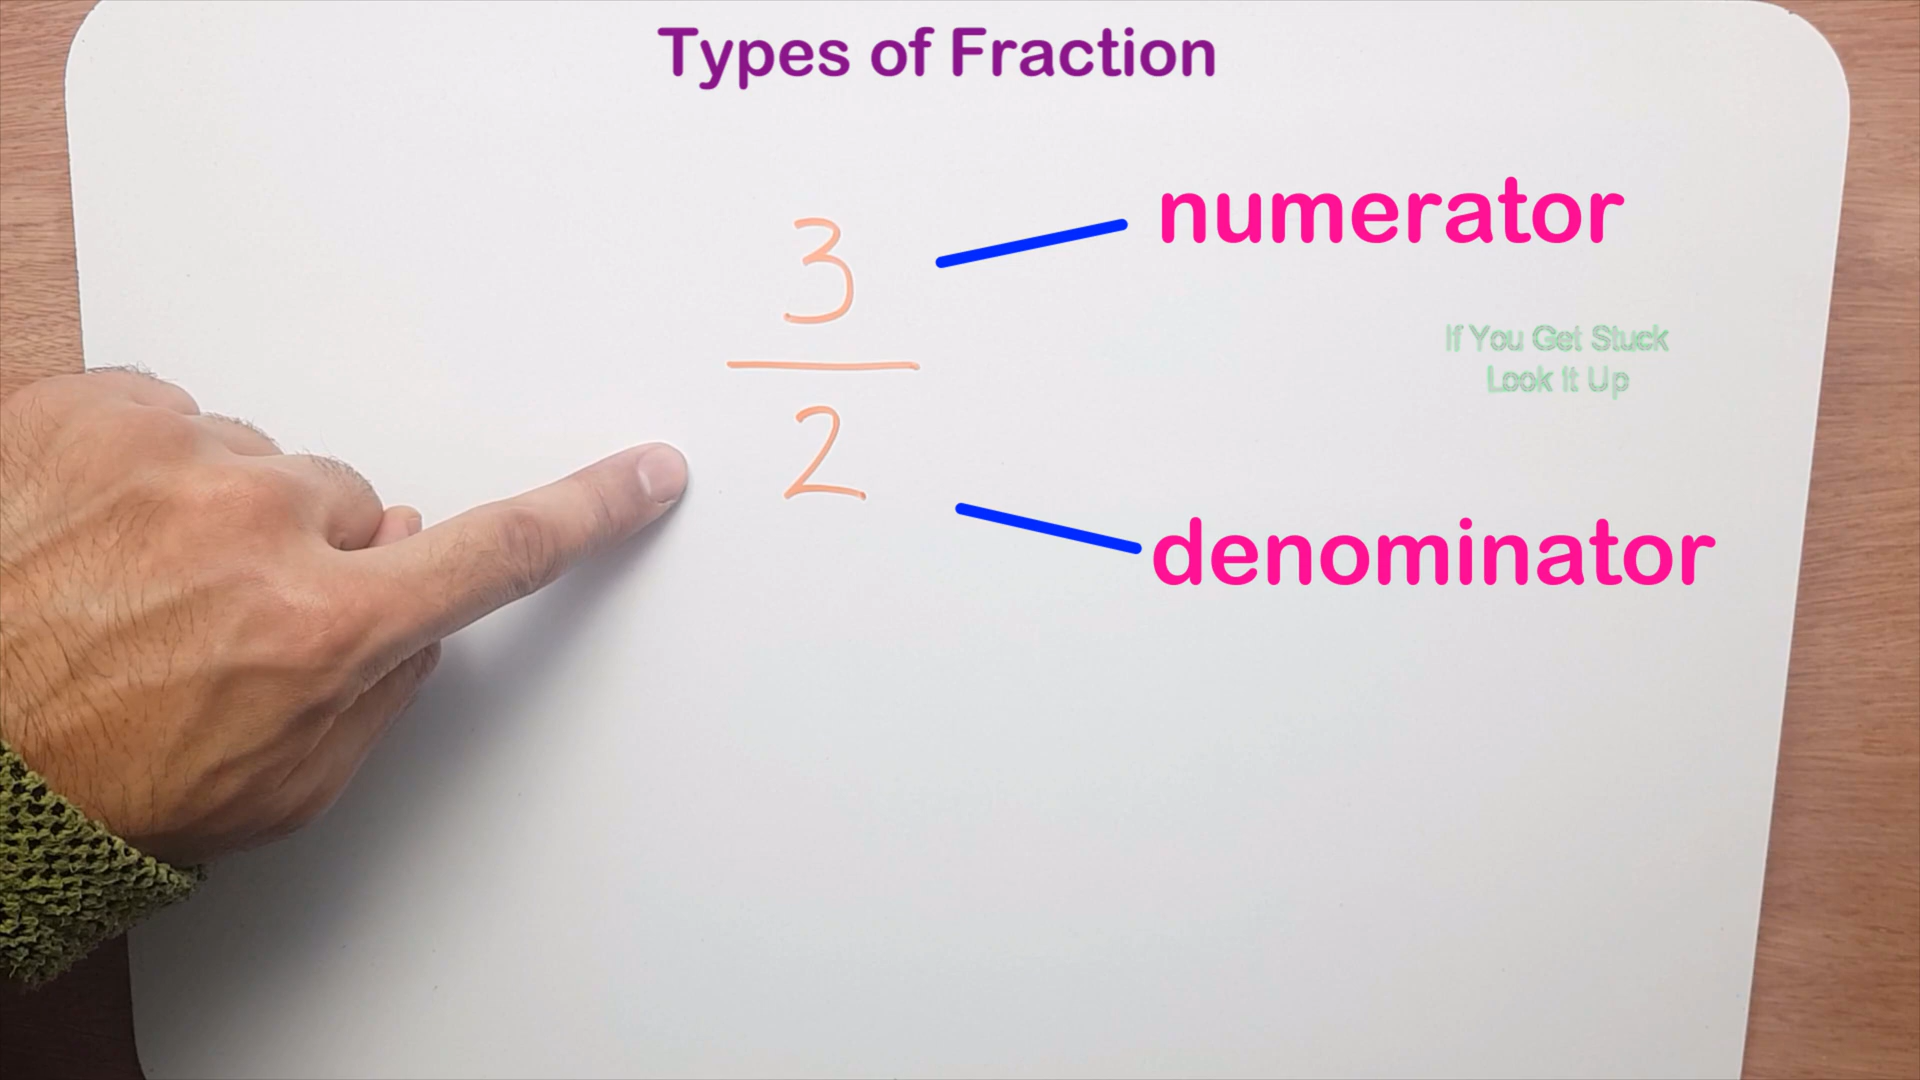 Types of Fraction
3
numerator
If You Get Stuck
Look It Up
2
denominator